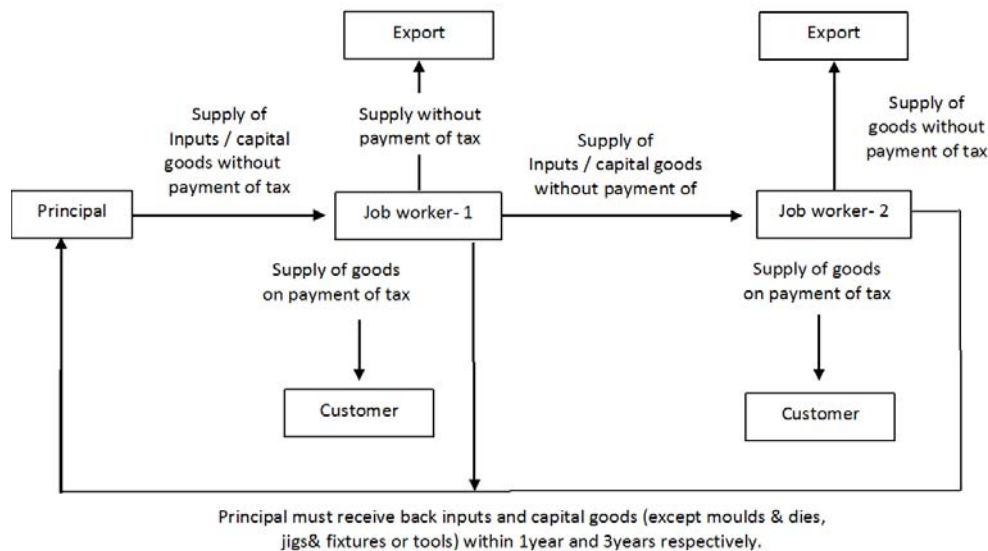 Export
Export
Supply of
Inputs / capital
goods without
payment of tax
Supply without
payment of tax
Supply of
Inputs / capital goods
without payment of
Supply of
goods without
payment of tax
Principal
Job worker- 1
Job worker- 2
Supply of goods
on payment of tax
Supply of goods
on payment of tax
Customer
Customer
Principal must receive back inputs and capital goods (except moulds & dies,
jigs& fixtures or tools) within 1year and 3years respectively.